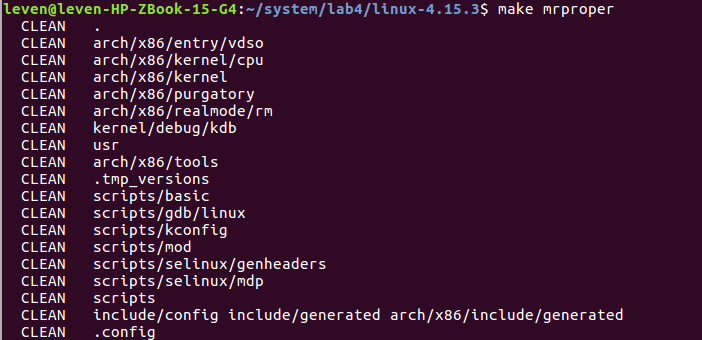 leven@leven-HP-ZBook-15-G4:~/system/lab4/linux-4.15.3$ make mrproper
CLEAN .
CLEAN arch/x86/entry/vdso
CLEAN arch/x86/kernel/cpu
CLEAN arch/x86/kernel
CLEAN arch/x86/purgatory
CLEAN arch/x86/realmode/rm
CLEAN kernel/debug/kdb
CLEAN usr
CLEAN arch/x86/tools
CLEAN .tmp_versions
CLEAN scripts/basic
CLEAN scripts/gdb/linux
CLEAN scripts/kconfig
CLEAN scripts/mod
CLEAN scripts/selinux/genheaders
CLEAN scripts/selinux/mdp
CLEAN scripts
CLEAN include/config include/generated arch/x86/include/generated
CLEAN .config